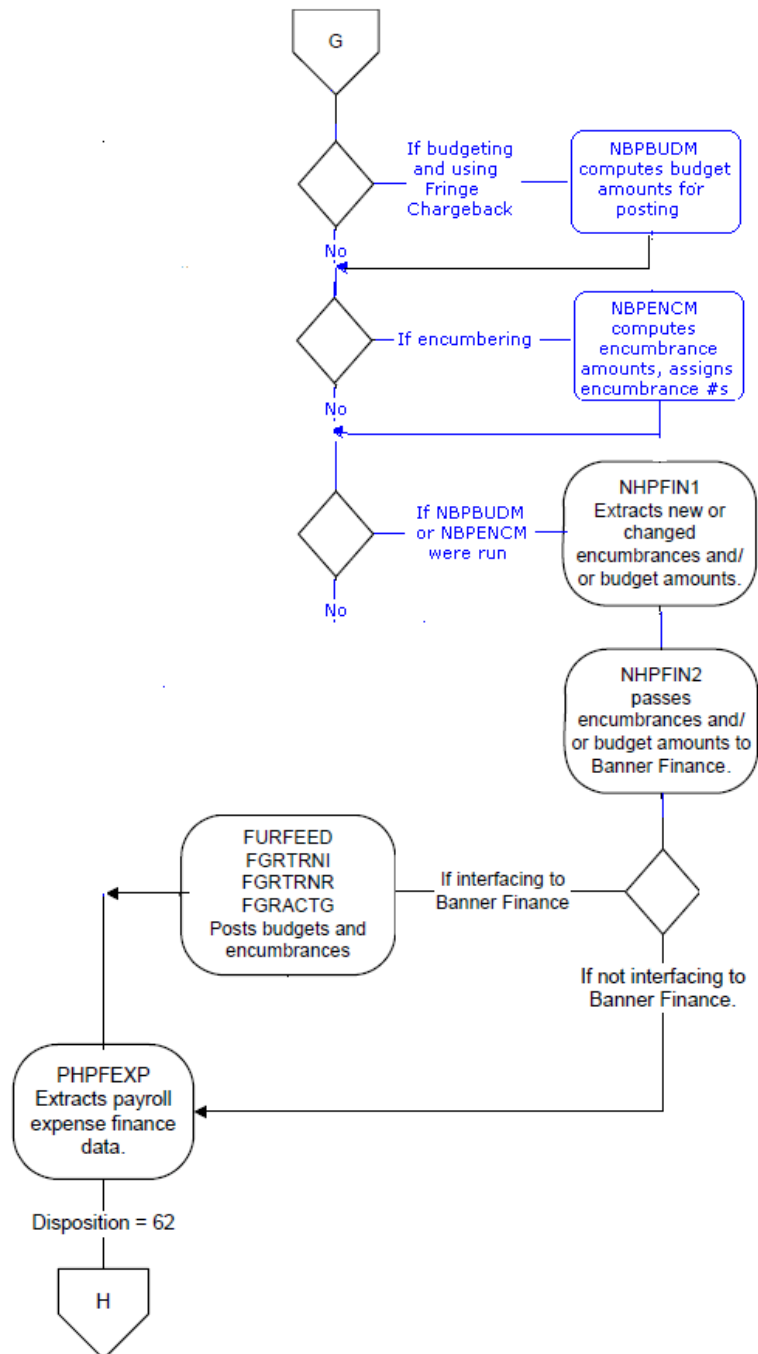 G
If budgeting
and using
Fringe
Chargeback
NBPBUDM
computes budget
amounts for
posting
No
If encumbering
NBPENCM
computes
encumbrance
amounts, assigns
encumbrance #s
No
If NBPBUDM
or NBPENCM
were run
NHPFIN1
Extracts new or
changed
encumbrances and/
or budget amounts.
No
NHPFIN2
passes
encumbrances and/
or budget amounts to
Banner Finance.
FURFEED
FGRTRNI
FGRTRNR
FGRACTG
Posts budgets and
encumbrances
If interfacing to
Banner Finance
If not interfacing to
Banner Finance.
PHPFEXP
Extracts payroll
expense finance
data.
Disposition = 62
H